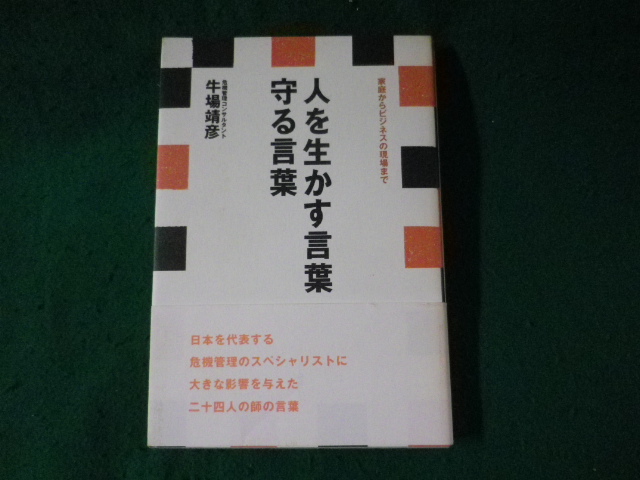 家庭からビジネスの現場まで
人を生かす言葉
守る言葉
危機管理コンサルタント
牛場靖彦
日本を代表する
危機管理のスペシャリストに
大きな影響を与えた
二十四人の師の言葉